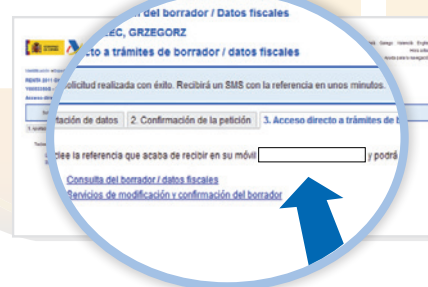 n del borrador / Datos fiscales
EC, GRZEGORZ
cto a trámites de borrador / datos fiscales
olicitud realizada con éxito. Recibirá un SMS con la referencia en unos minutos.
tación de datos 2. Confirmación de la petición 3. Acceso directo a trámites de b
lee la referencia que acaba de recibir en su móvil y podrá
Consulta del borrador / datos fiscales
Servicios de modificación y confirmación del borrador